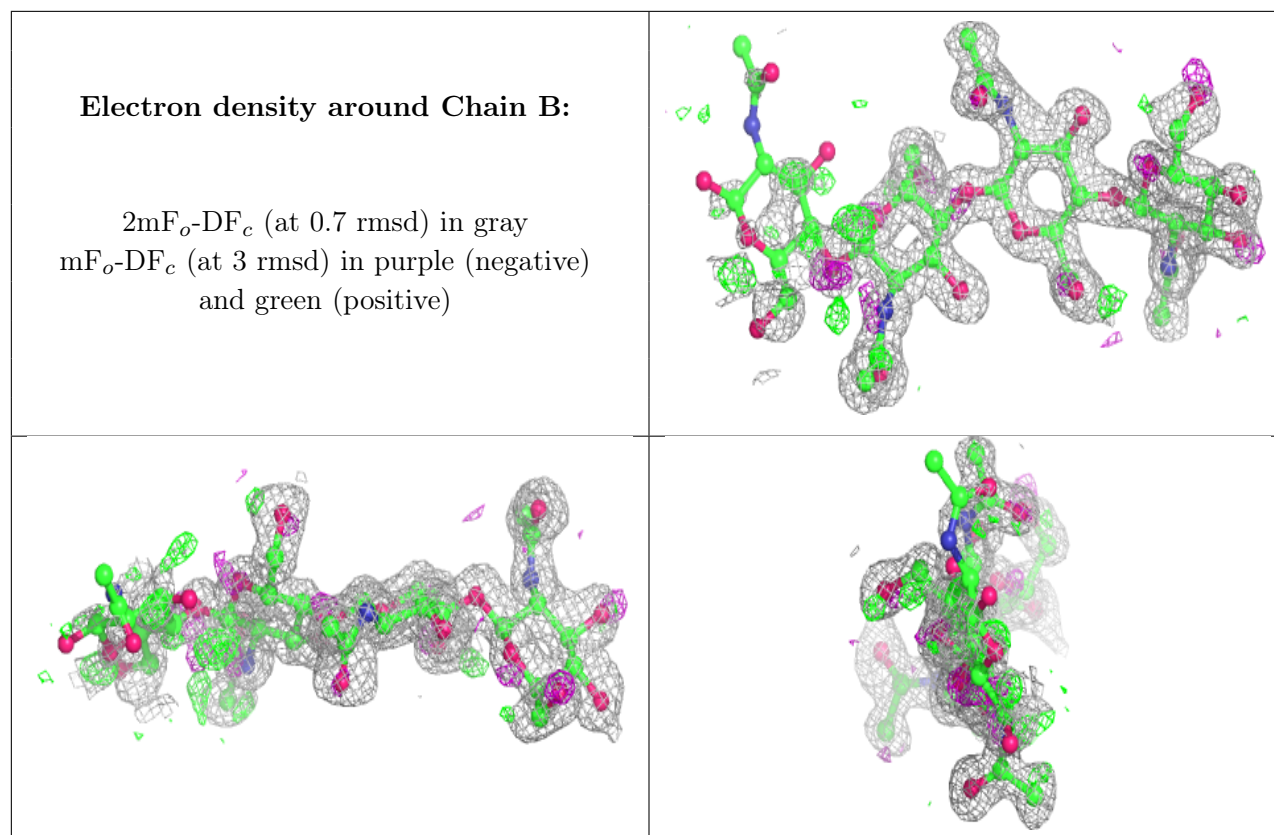 Electron density around Chain B:
2mFo-DFc (at 0.7 rmsd) in gray
mFo-DFc (at 3 rmsd) in purple (negative)
and green (positive)